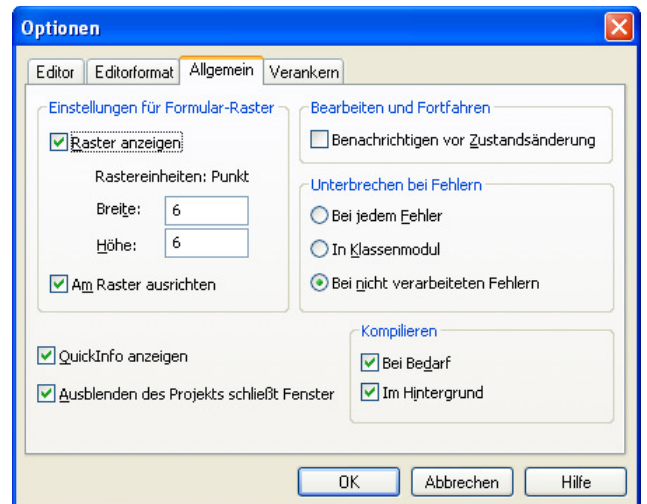 Optionen
Editor Editorformat Allgemein Verankern
Einstellungen für Formular-Raster
Raster anzeigen
Rastereinheiten: Punkt
Breite: 6
Höhe: 6
Am Raster ausrichten
Bearbeiten und Fortfahren
Benachrichtigen vor Zustandsänderung
Unterbrechen bei Fehlern
Bei jedem Fehler
In Klassenmodul
Bei nicht verarbeiteten Fehlern
QuickInfo anzeigen
Ausblenden des Projekts schließt Fenster
Kompilieren
Bei Bedarf
Im Hintergrund
OK Abbrechen Hilfe